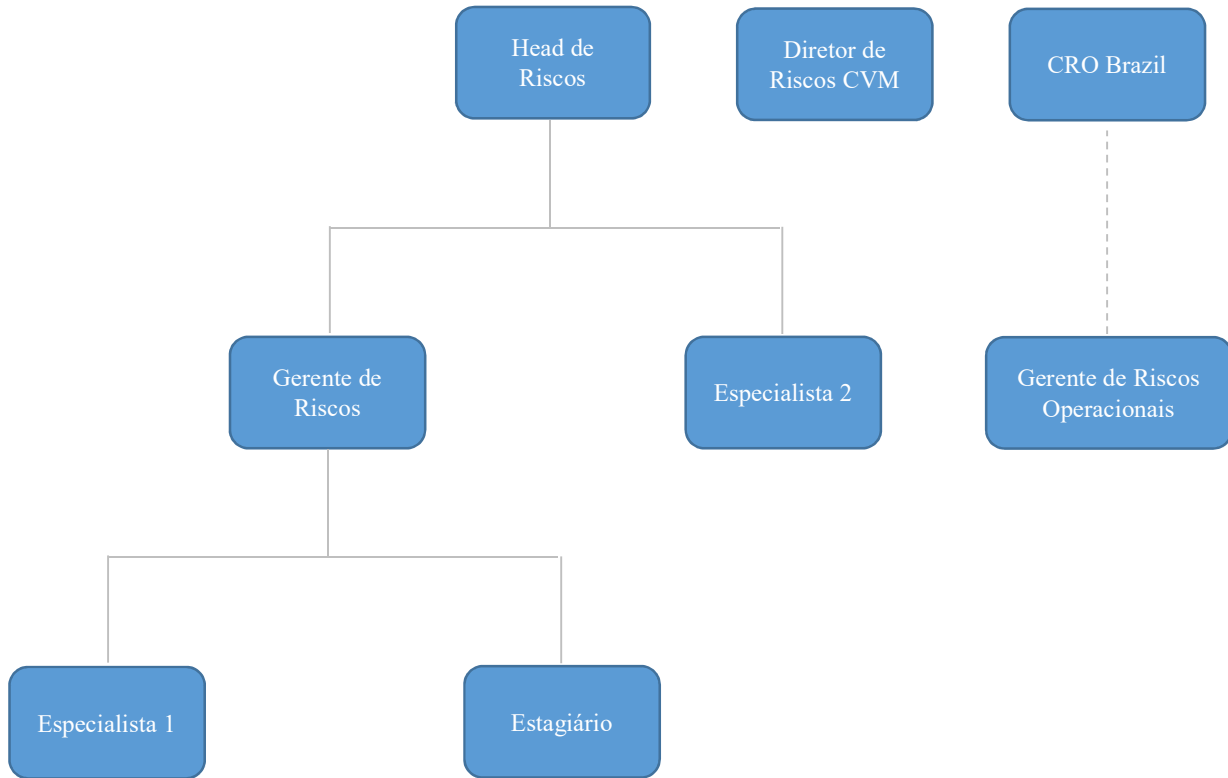 Head de
Riscos
Diretor de
Riscos CVM
CRO Brazil
Gerente de
Riscos
Especialista 2
Gerente de Riscos
Operacionais
Especialista 1
Estagiário